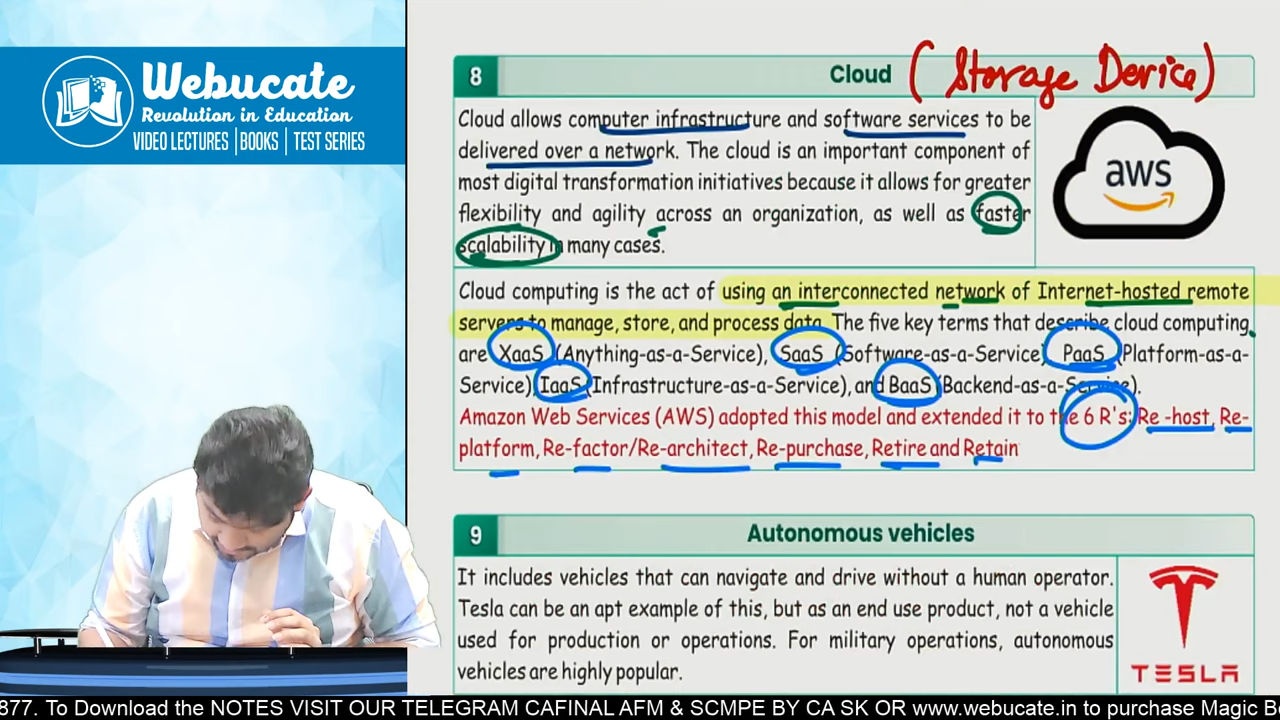 Webucate
Revolution in Education
VIDEO LECTURES | BOOKS | TEST SERIES
8 Cloud (Storage Device)
Cloud allows computer infrastructure and software services to be
delivered over a network. The cloud is an important component of
most digital transformation initiatives because it allows for greater
flexibility and agility across an organization, as well as faster
scalability in many cases.
aws
Cloud computing is the act of using an interconnected network of Internet-hosted remote
servers to manage, store, and process data. The five key terms that describe cloud computing
are XaaS (Anything-as-a-Service), SaaS (Software-as-a-Service) PaaS (Platform-as-a-
Service), IaaS (Infrastructure-as-a-Service), and BaaS (Backend-as-a-Service).
Amazon Web Services (AWS) adopted this model and extended it to the 6 R's: Re -host, Re-
platform, Re-factor/Re-architect, Re-purchase, Retire and Retain
9 Autonomous vehicles
It includes vehicles that can navigate and drive without a human operator.
Tesla can be an apt example of this, but as an end use product, not a vehicle
used for production or operations. For military operations, autonomous
vehicles are highly popular.
TESLA
877. To Download the NOTES VISIT OUR TELEGRAM CAFINAL AFM & SCMPE BY CA SK OR www.webucate.in to purchase Magic B